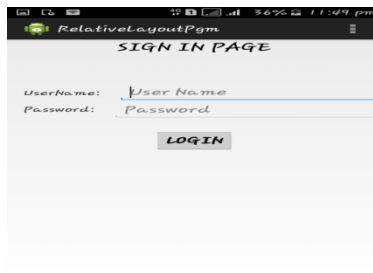 36% 11:49 pm
RelativeLayoutPgm
SIGN IN PAGE
UserName: User Name
Password: Password
LOGIN